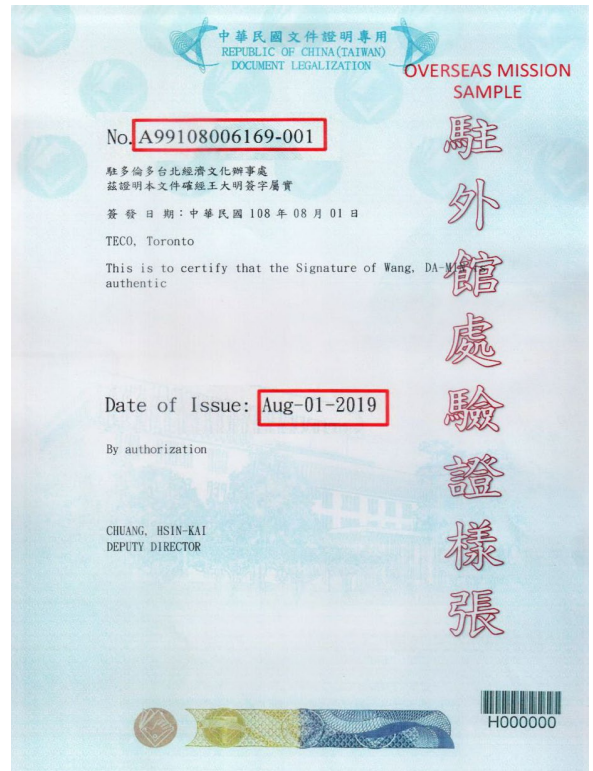 中華民國文件證明專用
REPUBLIC OF CHINA(TAIWAN)
DOCUMENT LEGALIZATION
OVERSEAS MISSION
SAMPLE
No. A99108006169-001
駐多倫多台北經濟文化辦事處
茲證明本文件確經王大明簽字屬實
簽發日期:中華民國 108 年 08 月 01 日
TECO, Toronto
This is to certify that the Signature of Wang, DA-MIN is
authentic
Date of Issue: Aug-01-2019
By authorization
CHUANG, HSIN-KAI
DEPUTY DIRECTOR
駐外館處驗證樣張
H000000